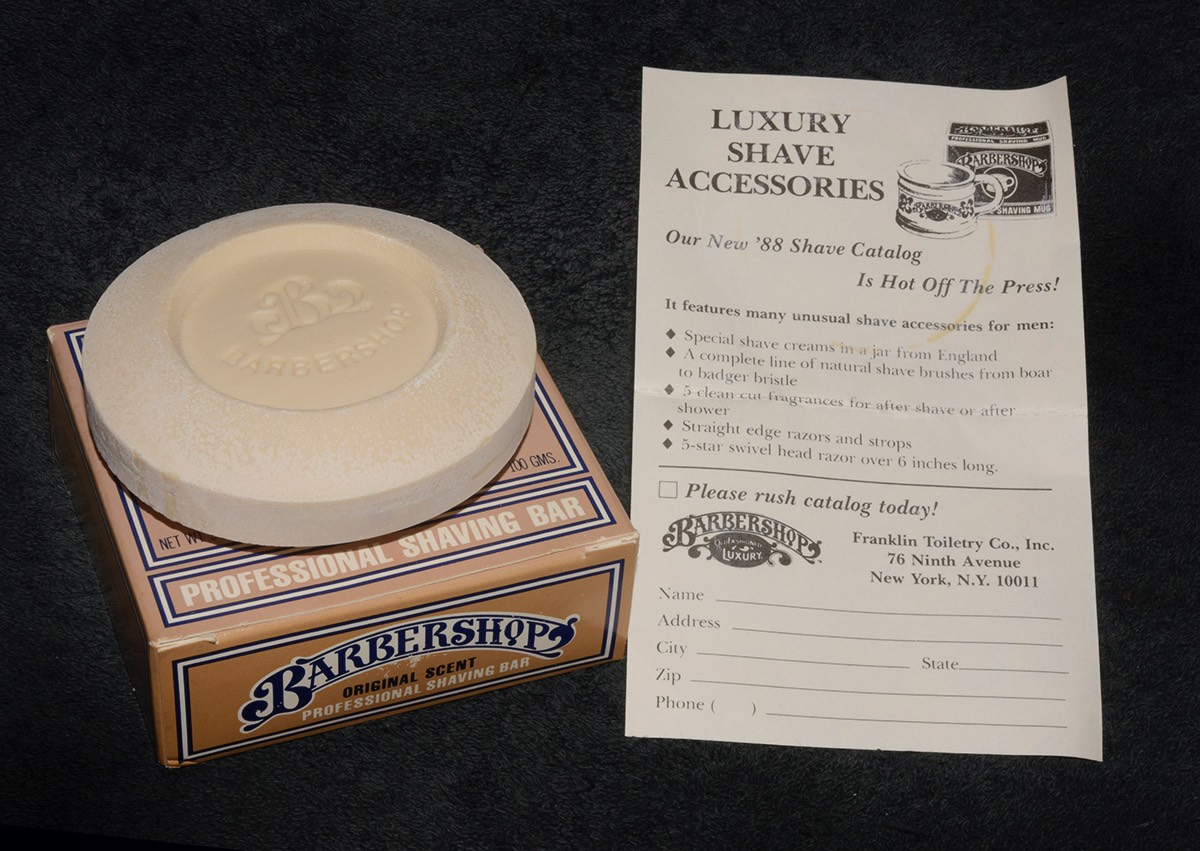 B
BARBERSHOP
100 GMS.
NET W
PROFESSIONAL SHAVING BAR
BARBERSHOP
ORIGINAL SCENT
PROFESSIONAL SHAVING BAR
LUXURY
SHAVE
ACCESSORIES
BARBERSHOP
PROFESSIONAL SHAVING MUG
BARBERSHOP
SHAVING MUG
BARBERSHOP
Our New '88 Shave Catalog
Is Hot Off The Press!
It features many unusual shave accessories for men:
◆ Special shave creams in a jar from England
◆ A complete line of natural shave brushes from boar
to badger bristle
◆ 5 clean cut fragrances for after shave or after
shower
◆ Straight edge razors and strops
◆ 5-star swivel head razor over 6 inches long.
☐ Please rush catalog today!
BARBERSHOP
OLD FASHIONED
LUXURY
Franklin Toiletry Co., Inc.
76 Ninth Avenue
New York, N.Y. 10011
Name
Address
City State
Zip
Phone ( )